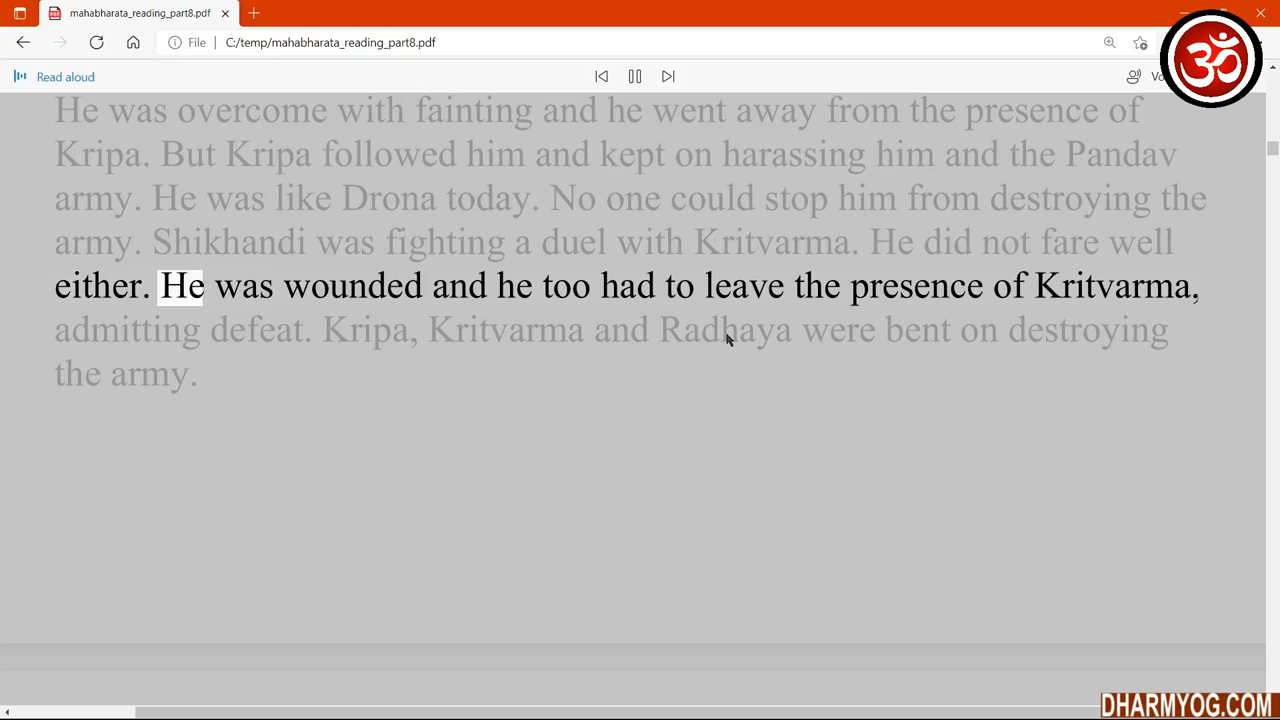 mahabharata_reading_part8.pdf
File C:/temp/mahabharata_reading_part8.pdf
Read aloud
ॐ
He was overcome with fainting and he went away from the presence of
Kripa. But Kripa followed him and kept on harassing him and the Pandav
army. He was like Drona today. No one could stop him from destroying the
army. Shikhandi was fighting a duel with Kritvarma. He did not fare well
either. He was wounded and he too had to leave the presence of Kritvarma,
admitting defeat. Kripa, Kritvarma and Radhaya were bent on destroying
the army.
DHARMYOG.COM